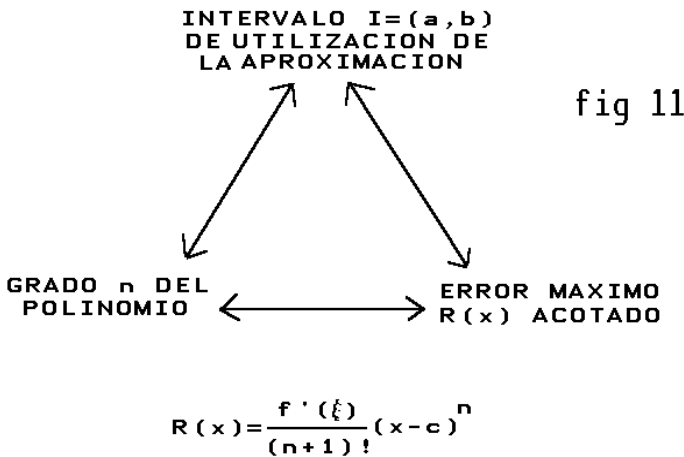 INTERVALO I=(a,b)
DE UTILIZACION DE
LA APROXIMACION
fig 11
GRADO n DEL
POLINOMIO
ERROR MAXIMO
R(x) ACOTADO
R(x)=f'(ξ)/(n+1)!(x-c)^n